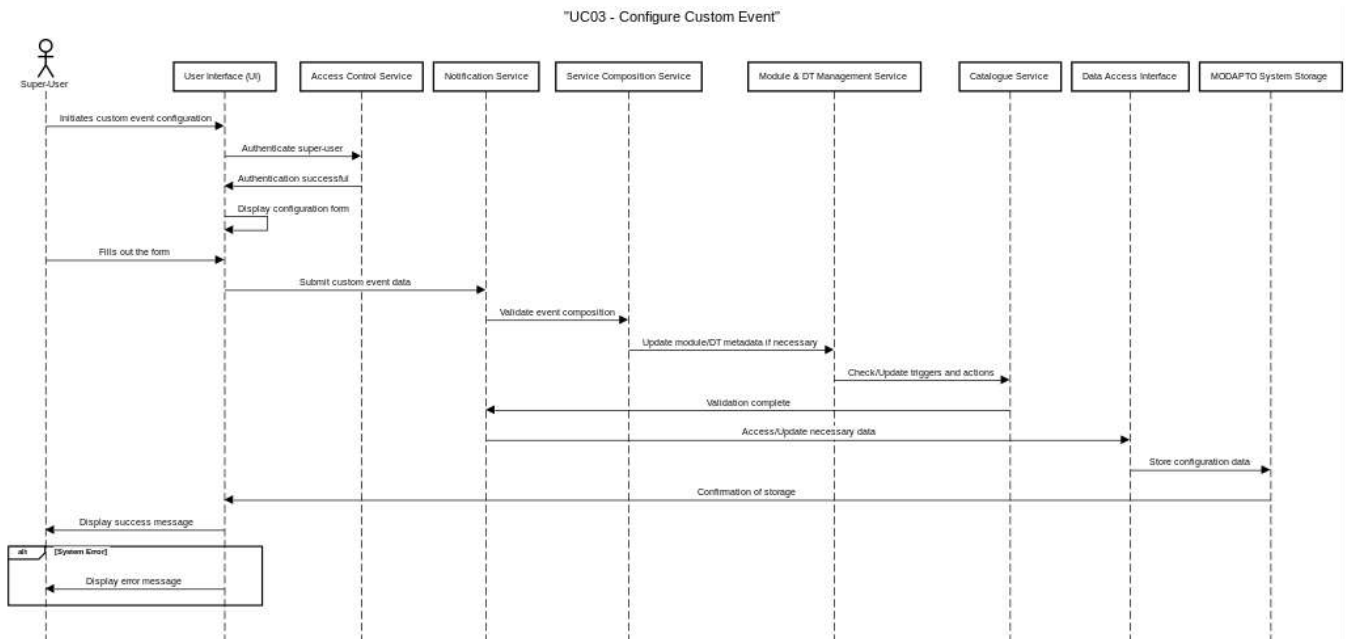 "UC03 - Configure Custom Event"
Super-User
User Interface (UI)
Access Control Service
Notification Service
Service Composition Service
Module & DT Management Service
Catalogue Service
Data Access Interface
MODAPTO System Storage
Initiates custom event configuration
Authenticate super-user
Authentication successful
Display configuration form
Fills out the form
Submit custom event data
Validate event composition
Update module/DT metadata if necessary
Check/Update triggers and actions
Validation complete
Access/Update necessary data
Store configuration data
Confirmation of storage
Display success message
alt [System Error]
Display error message